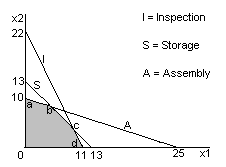 x2
I = Inspection
22
I
S = Storage
13
S
A = Assembly
10
a
b
c
A
d
0
11 13
25
x1